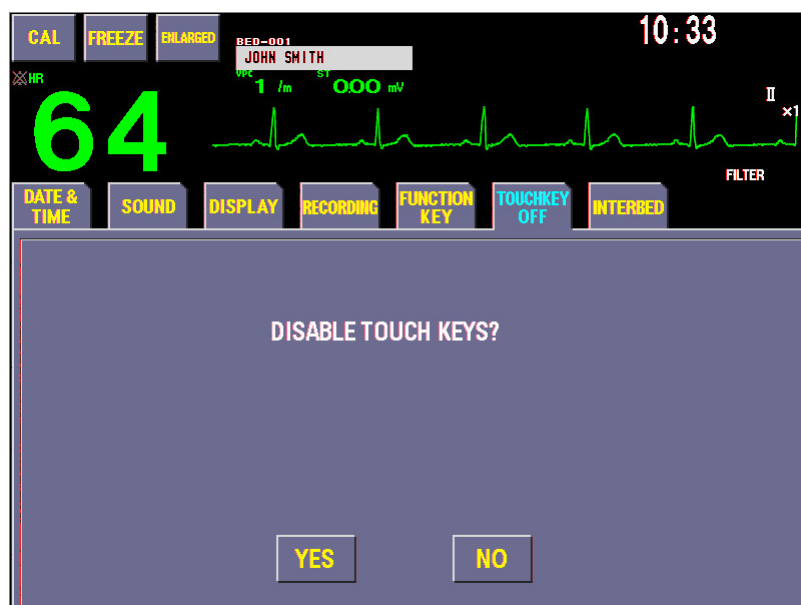 CAL
FREEZE
ENLARGED
BED-001
JOHN SMITH
10:33
HR
VPC 1 /m
ST 0.00 mV
64
II
×1
FILTER
DATE &
TIME
SOUND
DISPLAY
RECORDING
FUNCTION
KEY
TOUCHKEY
OFF
INTERBED
DISABLE TOUCH KEYS?
YES
NO